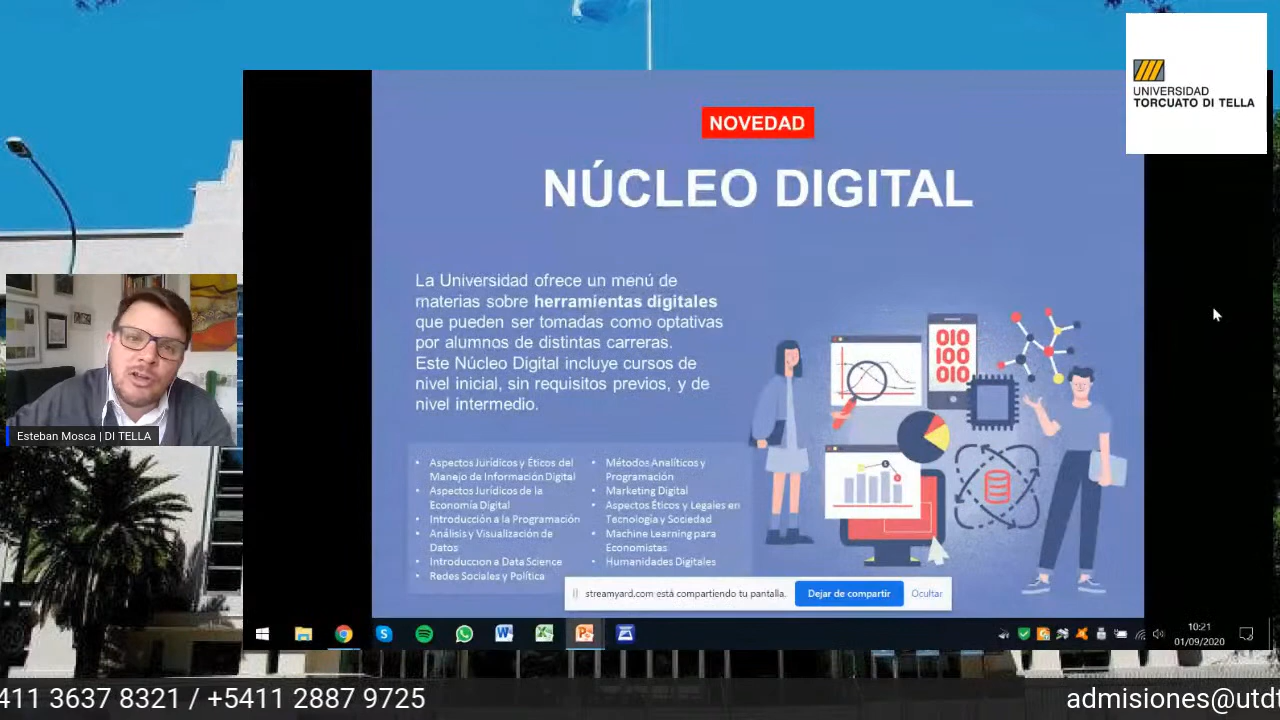 UNIVERSIDAD
TORCUATO DI TELLA
NOVEDAD
NÚCLEO DIGITAL
La Universidad ofrece un menú de
materias sobre herramientas digitales
que pueden ser tomadas como optativas
por alumnos de distintas carreras.
Este Núcleo Digital incluye cursos de
nivel inicial, sin requisitos previos, y de
nivel intermedio.
010
100
010
• Aspectos Jurídicos y Éticos del
Manejo de Información Digital
• Aspectos Jurídicos de la
Economía Digital
• Introducción a la Programación
• Análisis y Visualización de
Datos
• Introduccion a Data Science
• Redes Sociales y Política
• Métodos Analíticos y
Programación
• Marketing Digital
• Aspectos Éticos y Legales en
Tecnología y Sociedad
• Machine Learning para
Economistas
• Humanidades Digitales
Esteban Mosca | DI TELLA
streamyard.com está compartiendo tu pantalla.
Dejar de compartir
Ocultar
10:21
01/09/2020
411 3637 8321 / +5411 2887 9725
admisiones@utd